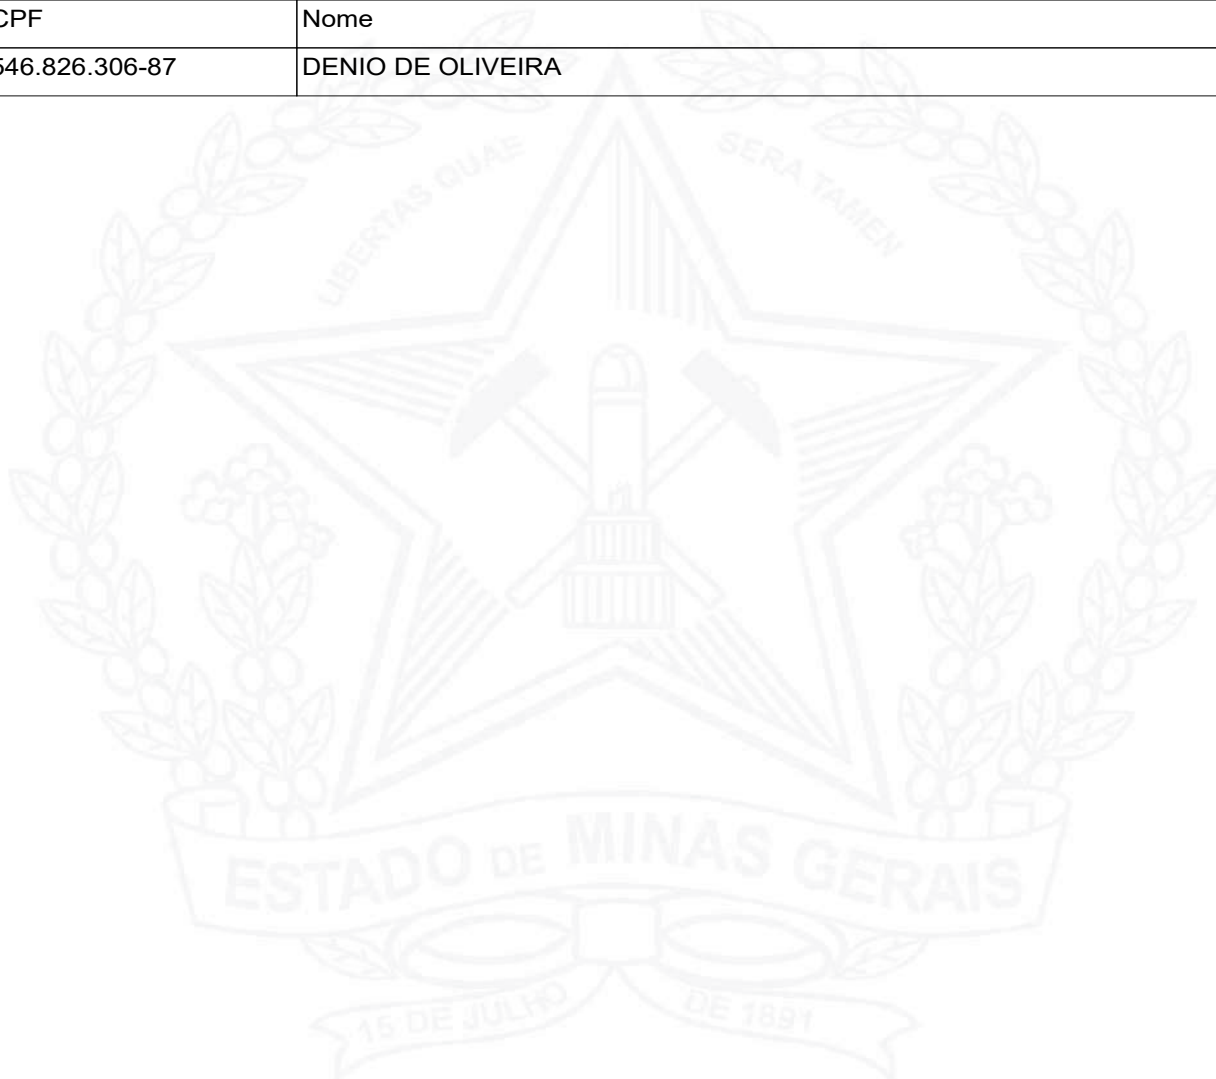 CPF Nome
546.826.306-87 DENIO DE OLIVEIRA
LIBERTAS QUAE SERA TAMEN
ESTADO DE MINAS GERAIS
15 DE JULHO DE 1891